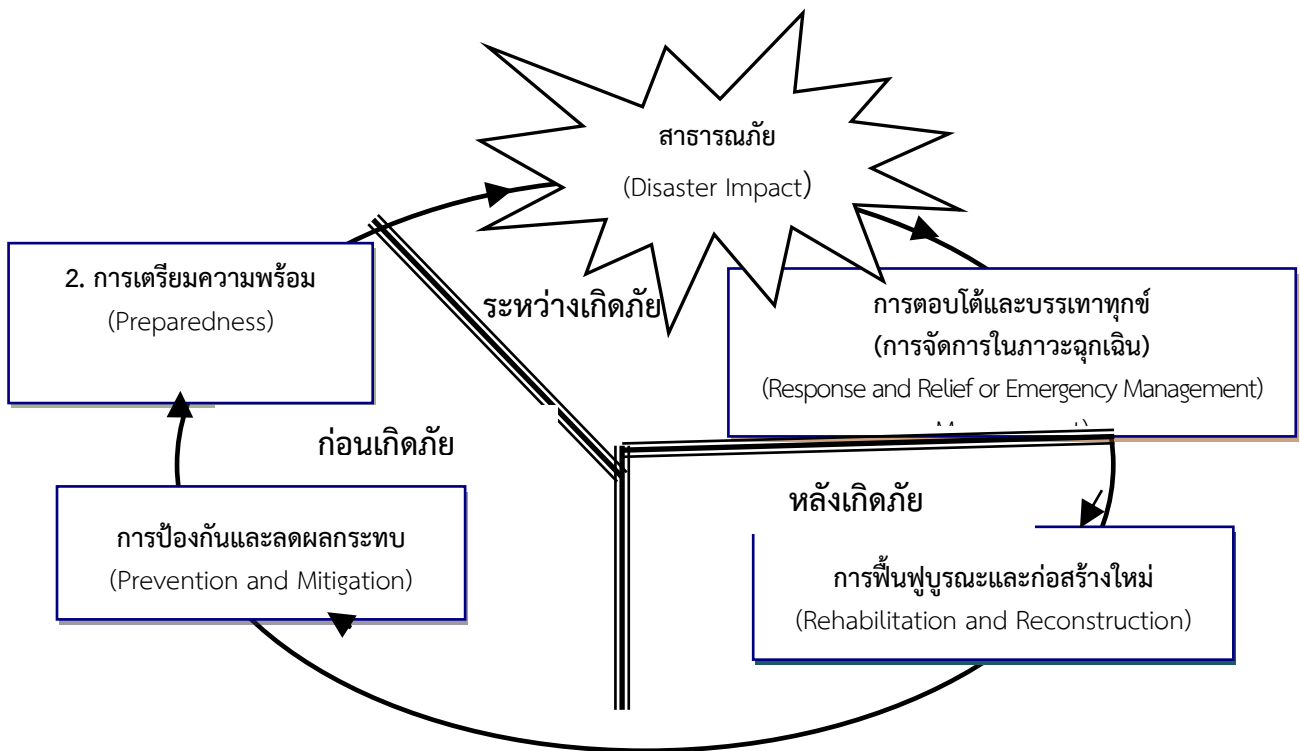 สาธารณภัย
(Disaster Impact)
2. การเตรียมความพร้อม
(Preparedness)
ระหว่างเกิดภัย
การตอบโต้และบรรเทาทุกข์
(การจัดการในภาวะฉุกเฉิน)
(Response and Relief or Emergency Management)
ก่อนเกิดภัย
หลังเกิดภัย
การป้องกันและลดผลกระทบ
(Prevention and Mitigation)
การฟื้นฟูบูรณะและก่อสร้างใหม่
(Rehabilitation and Reconstruction)